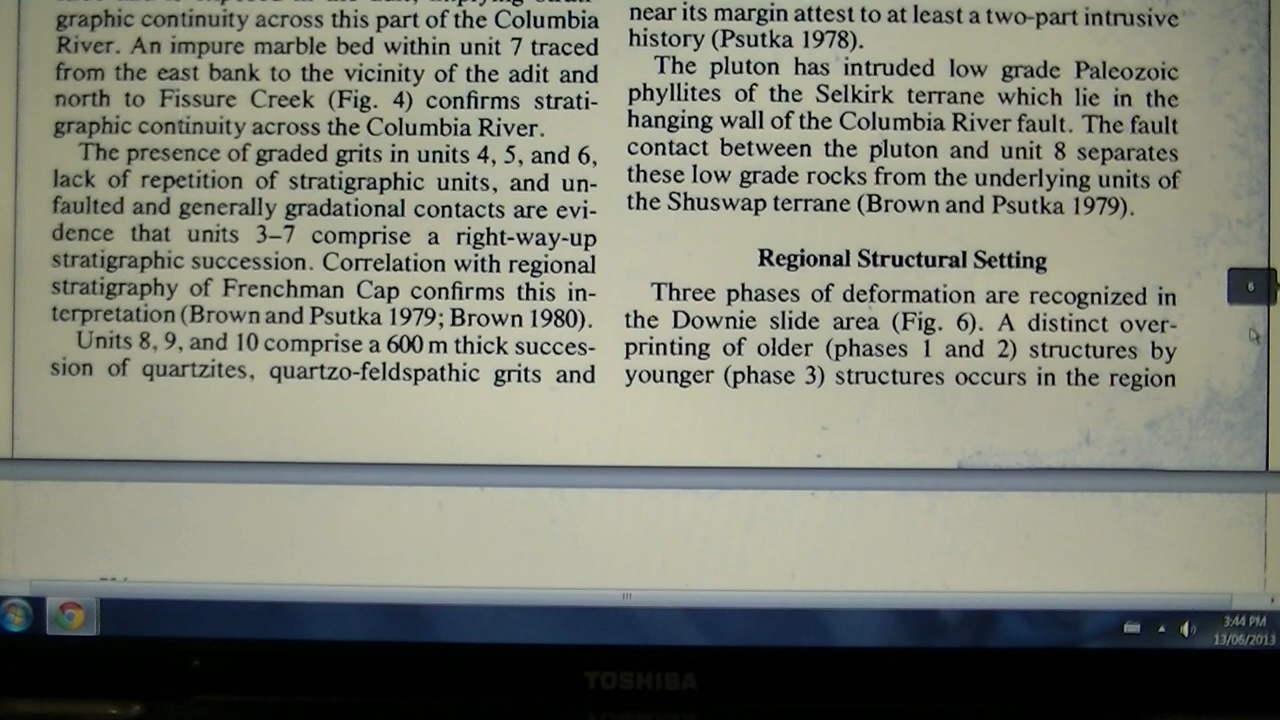 graphic continuity across this part of the Columbia
River. An impure marble bed within unit 7 traced
from the east bank to the vicinity of the adit and
north to Fissure Creek (Fig. 4) confirms strati-
graphic continuity across the Columbia River.
The presence of graded grits in units 4, 5, and 6,
lack of repetition of stratigraphic units, and un-
faulted and generally gradational contacts are evi-
dence that units 3–7 comprise a right-way-up
stratigraphic succession. Correlation with regional
stratigraphy of Frenchman Cap confirms this in-
terpretation (Brown and Psutka 1979; Brown 1980).
Units 8, 9, and 10 comprise a 600 m thick succes-
sion of quartzites, quartzo-feldspathic grits and
near its margin attest to at least a two-part intrusive
history (Psutka 1978).
The pluton has intruded low grade Paleozoic
phyllites of the Selkirk terrane which lie in the
hanging wall of the Columbia River fault. The fault
contact between the pluton and unit 8 separates
these low grade rocks from the underlying units of
the Shuswap terrane (Brown and Psutka 1979).
Regional Structural Setting
Three phases of deformation are recognized in
the Downie slide area (Fig. 6). A distinct over-
printing of older (phases 1 and 2) structures by
younger (phase 3) structures occurs in the region
6
3:44 PM
13/06/2013
TOSHIBA